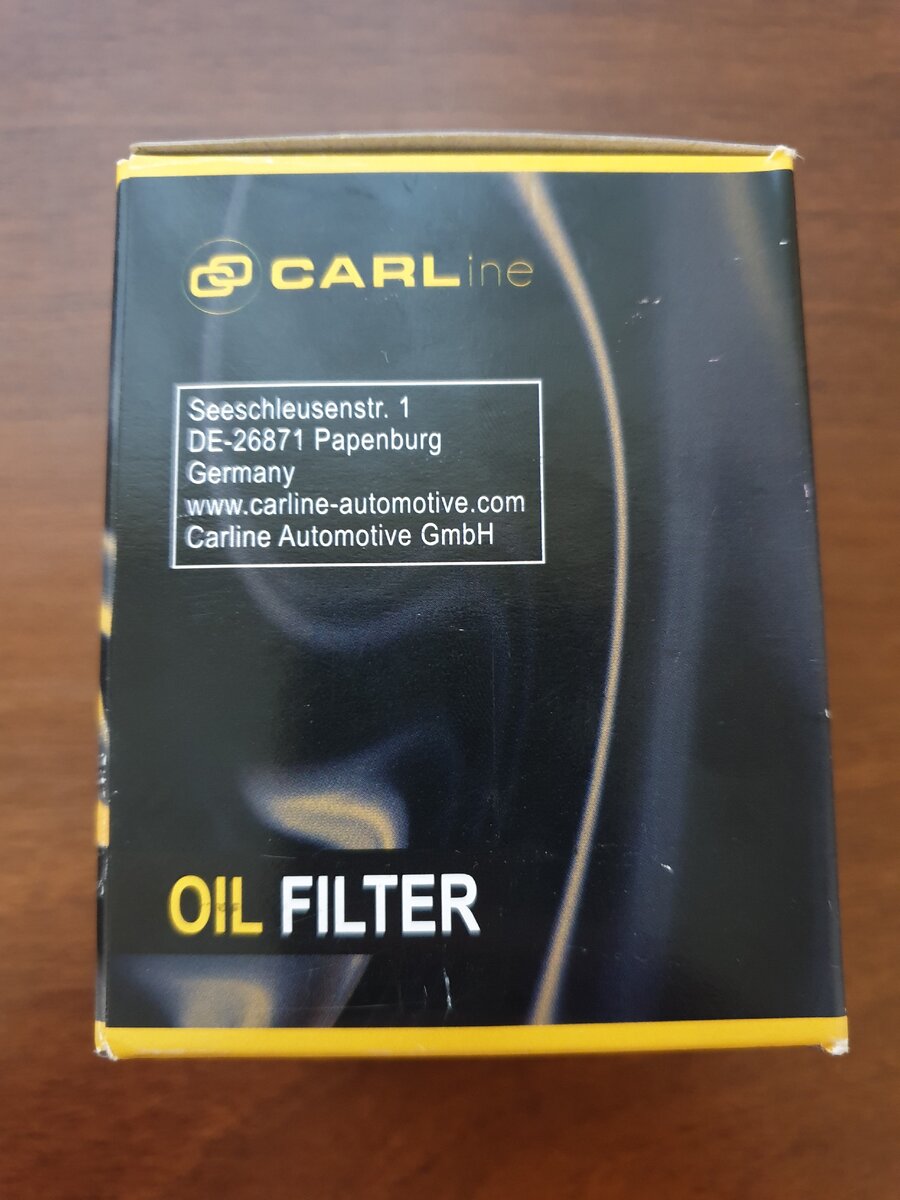 CARLine
Seeschleusenstr. 1
DE-26871 Papenburg
Germany
www.carline-automotive.com
Carline Automotive GmbH
OIL FILTER